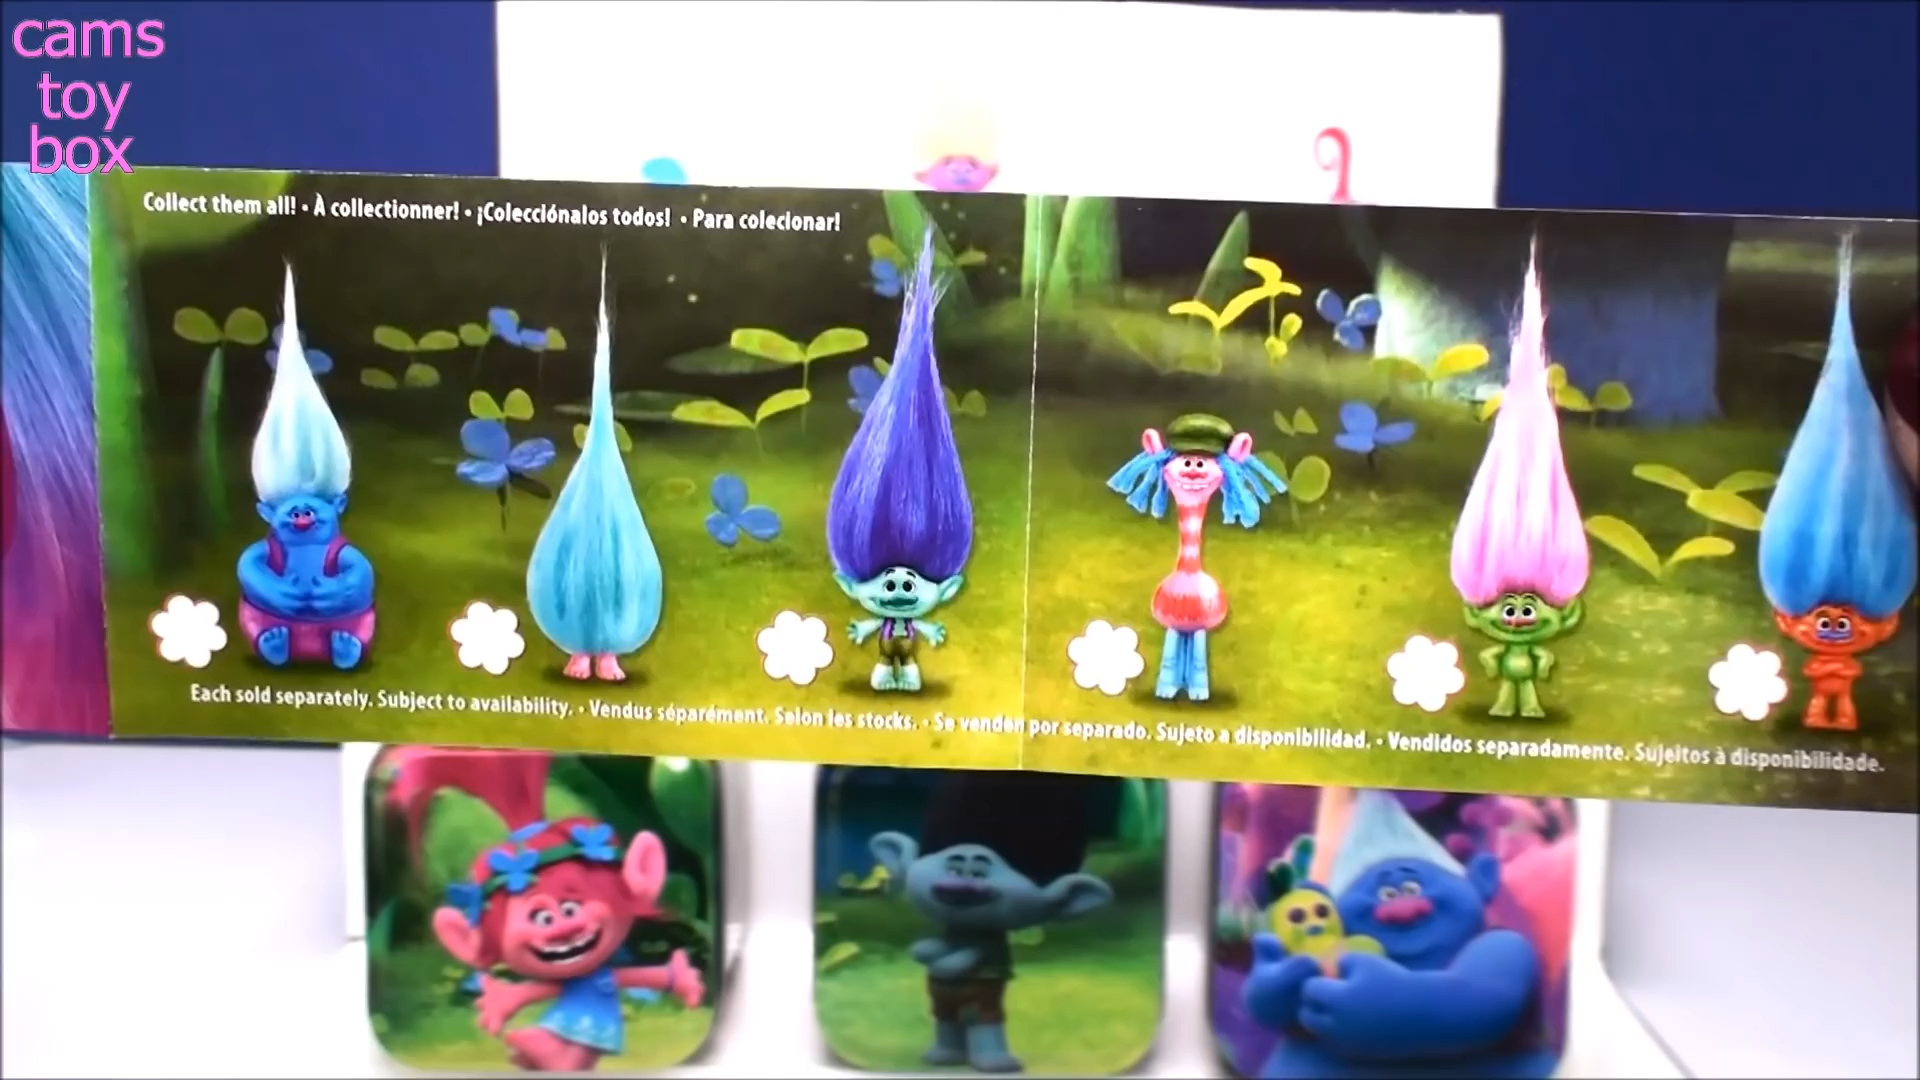 cams
toy
box
Collect them all! • À collectionner! • ¡Colecciónalos todos! • Para colecionar!
Each sold separately. Subject to availability. • Vendus séparément. Selon les stocks. • Se venden por separado. Sujeto a disponibilidad. • Vendidos separadamente. Sujeitos à disponibilidade.